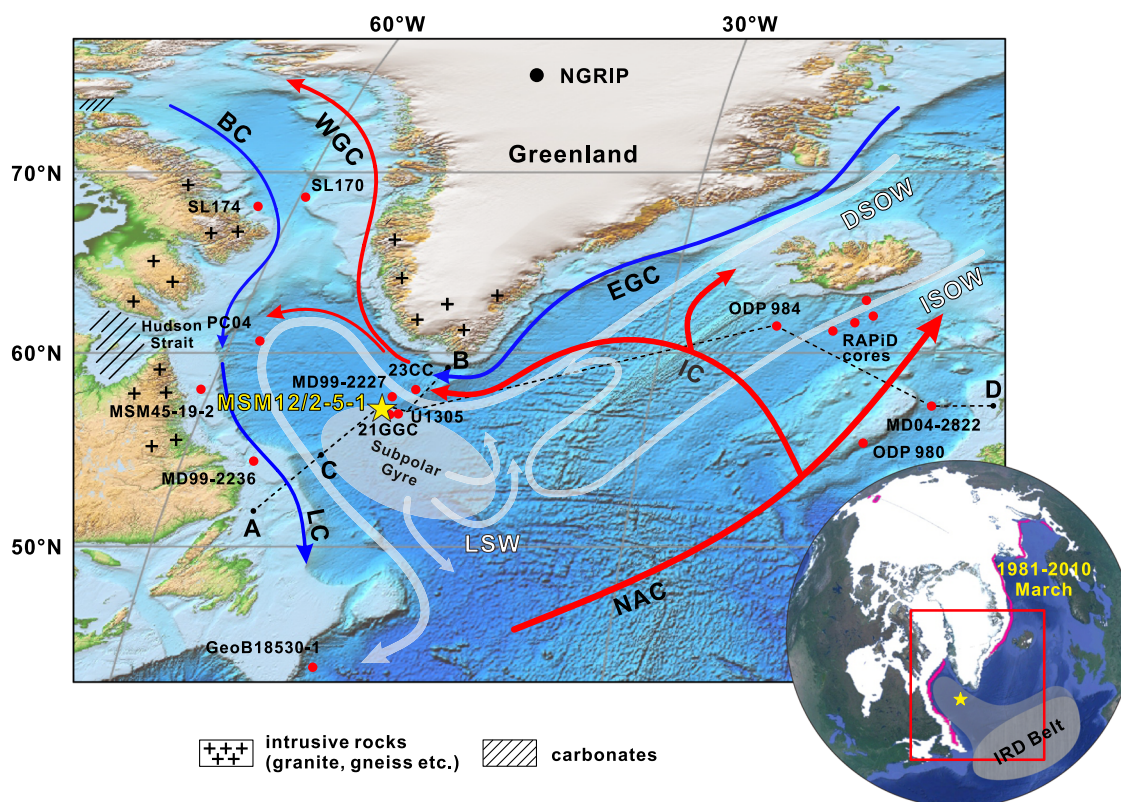 60°W
30°W
NGRIP
BC
WGC
Greenland
70°N
SL170
SL174
DSOW
EGC
ISOW
ODP 984
Hudson
Strait
PC04
RAPiD
cores
60°N
B
IC
23CC
MD99-2227
D
MSM12/2-5-1
MSM45-19-2
U1305
21GGC
MD04-2822
Subpolar
Gyre
ODP 980
C
MD99-2236
A
LC
LSW
50°N
1981-2010
March
NAC
GeoB18530-1
IRD Belt
intrusive rocks
(granite, gneiss etc.)
carbonates